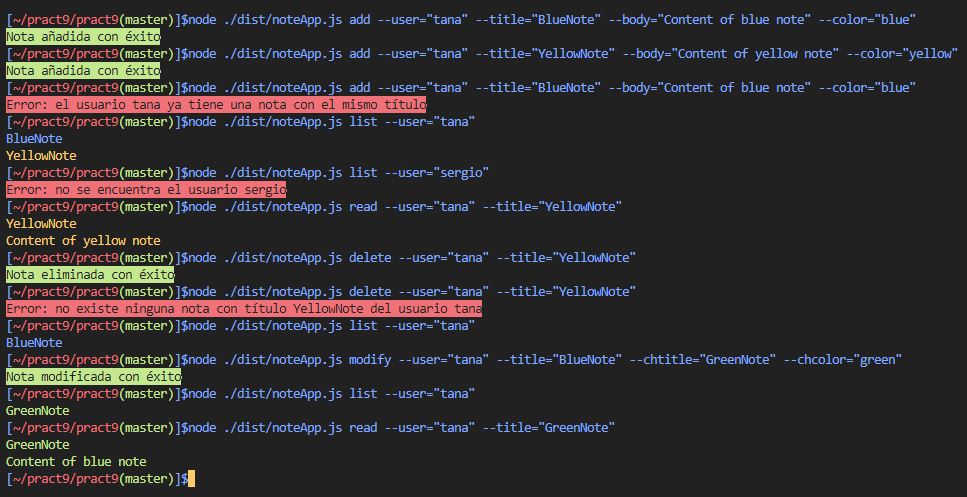 [~/pract9/pract9(master)]$node ./dist/noteApp.js add --user="tana" --title="BlueNote" --body="Content of blue note" --color="blue"
Nota añadida con éxito
[~/pract9/pract9(master)]$node ./dist/noteApp.js add --user="tana" --title="YellowNote" --body="Content of yellow note" --color="yellow"
Nota añadida con éxito
[~/pract9/pract9(master)]$node ./dist/noteApp.js add --user="tana" --title="BlueNote" --body="Content of blue note" --color="blue"
Error: el usuario tana ya tiene una nota con el mismo título
[~/pract9/pract9(master)]$node ./dist/noteApp.js list --user="tana"
BlueNote
YellowNote
[~/pract9/pract9(master)]$node ./dist/noteApp.js list --user="sergio"
Error: no se encuentra el usuario sergio
[~/pract9/pract9(master)]$node ./dist/noteApp.js read --user="tana" --title="YellowNote"
YellowNote
Content of yellow note
[~/pract9/pract9(master)]$node ./dist/noteApp.js delete --user="tana" --title="YellowNote"
Nota eliminada con éxito
[~/pract9/pract9(master)]$node ./dist/noteApp.js delete --user="tana" --title="YellowNote"
Error: no existe ninguna nota con título YellowNote del usuario tana
[~/pract9/pract9(master)]$node ./dist/noteApp.js list --user="tana"
BlueNote
[~/pract9/pract9(master)]$node ./dist/noteApp.js modify --user="tana" --title="BlueNote" --chtitle="GreenNote" --chcolor="green"
Nota modificada con éxito
[~/pract9/pract9(master)]$node ./dist/noteApp.js list --user="tana"
GreenNote
[~/pract9/pract9(master)]$node ./dist/noteApp.js read --user="tana" --title="GreenNote"
GreenNote
Content of blue note
[~/pract9/pract9(master)]$